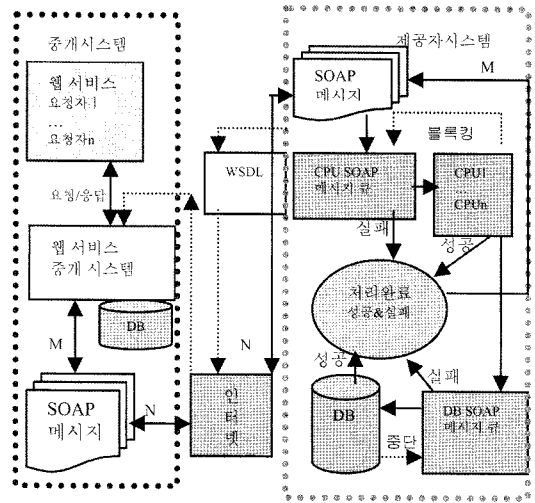 중개시스템
웹 서비스
요청자1
...
요청자n
요청/응답
웹 서비스
중개 시스템
DB
M
SOAP
메시지
N
인
터
넷
N
WSDL
제공자시스템
SOAP
메시지
M
블록킹
CPU SOAP
메시지 큐
CPU1
...
CPUn
실패
성공
처리완료
성공&실패
성공
실패
DB
중단
DB SOAP
메시지 큐